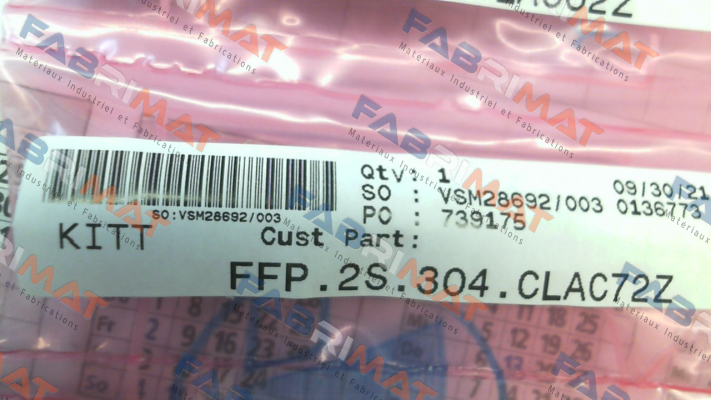 Qty: 1 09/30/21
SO : VSM28692/003 0136773
PO : 739175
SO:VSM28692/003
KITT Cust Part:
FFP.2S.304.CLAC72Z
FABRIMAT
Matériaux Industriel et Fabrications